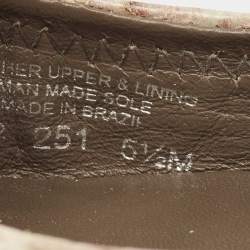 HER UPPER & LINING
MAN MADE SOLE
MADE IN BRAZIL
251 5½M